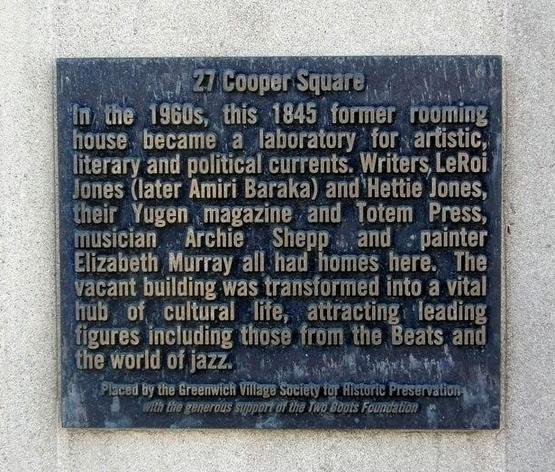 27 Cooper Square
In the 1960s, this 1845 former rooming
house became a laboratory for artistic,
literary and political currents. Writers LeRoi
Jones (later Amiri Baraka) and Hettie Jones,
their Yugen magazine and Totem Press,
musician Archie Shepp and painter
Elizabeth Murray all had homes here. The
vacant building was transformed into a vital
hub of cultural life, attracting leading
figures including those from the Beats and
the world of jazz.
Placed by the Greenwich Village Society for Historic Preservation
with the generous support of the Two Boots Foundation